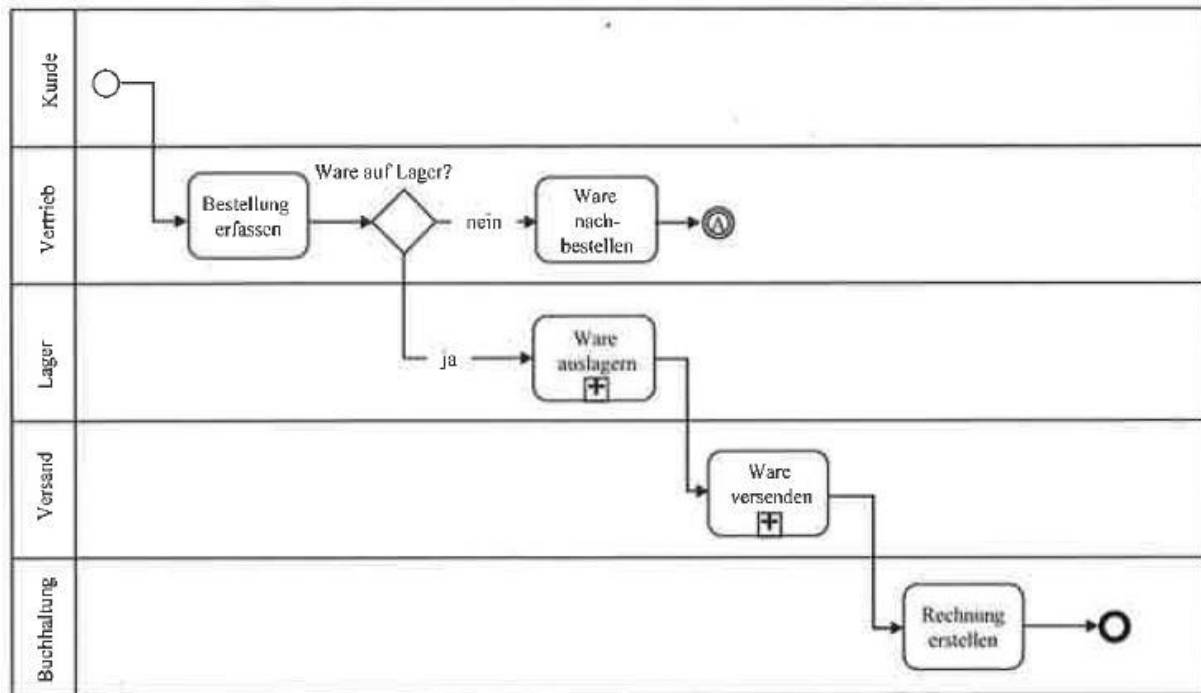 Kunde
Vertrieb
Lager
Versand
Buchhaltung
Bestellung
erfassen
Ware auf Lager?
nein
Ware
nach-
bestellen
A
ja
Ware
auslagern
Ware
versenden
Rechnung
erstellen